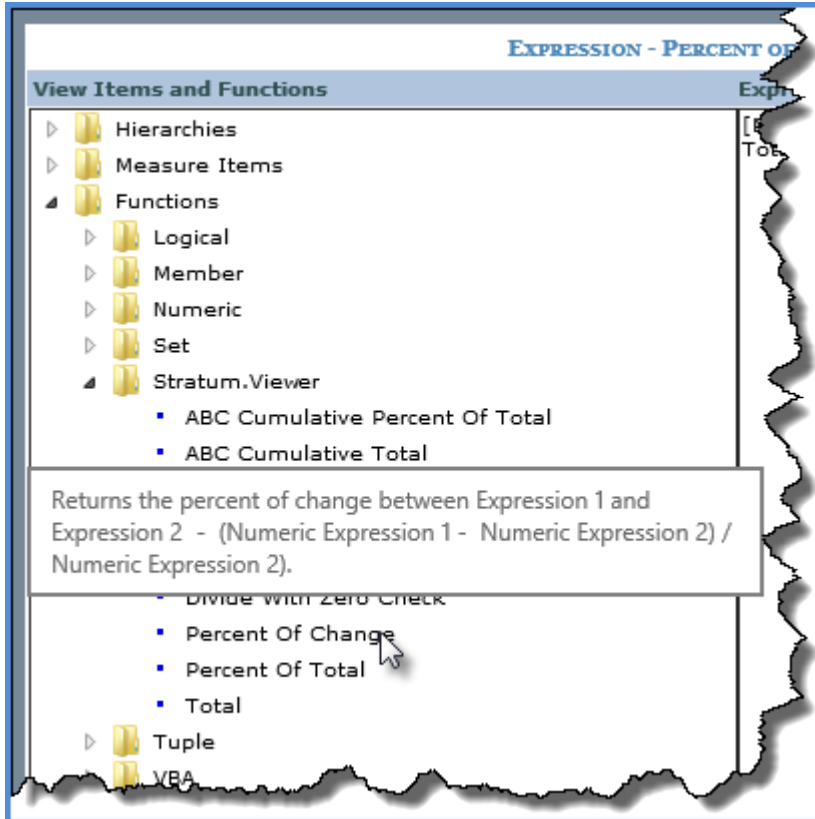 EXPRESSION - PERCENT OF
View Items and Functions
Hierarchies
Measure Items
Functions
Logical
Member
Numeric
Set
Stratum.Viewer
ABC Cumulative Percent Of Total
ABC Cumulative Total
Returns the percent of change between Expression 1 and
Expression 2 - (Numeric Expression 1 - Numeric Expression 2) /
Numeric Expression 2).
Divide With Zero Check
Percent Of Change
Percent Of Total
Total
Tuple
VBA